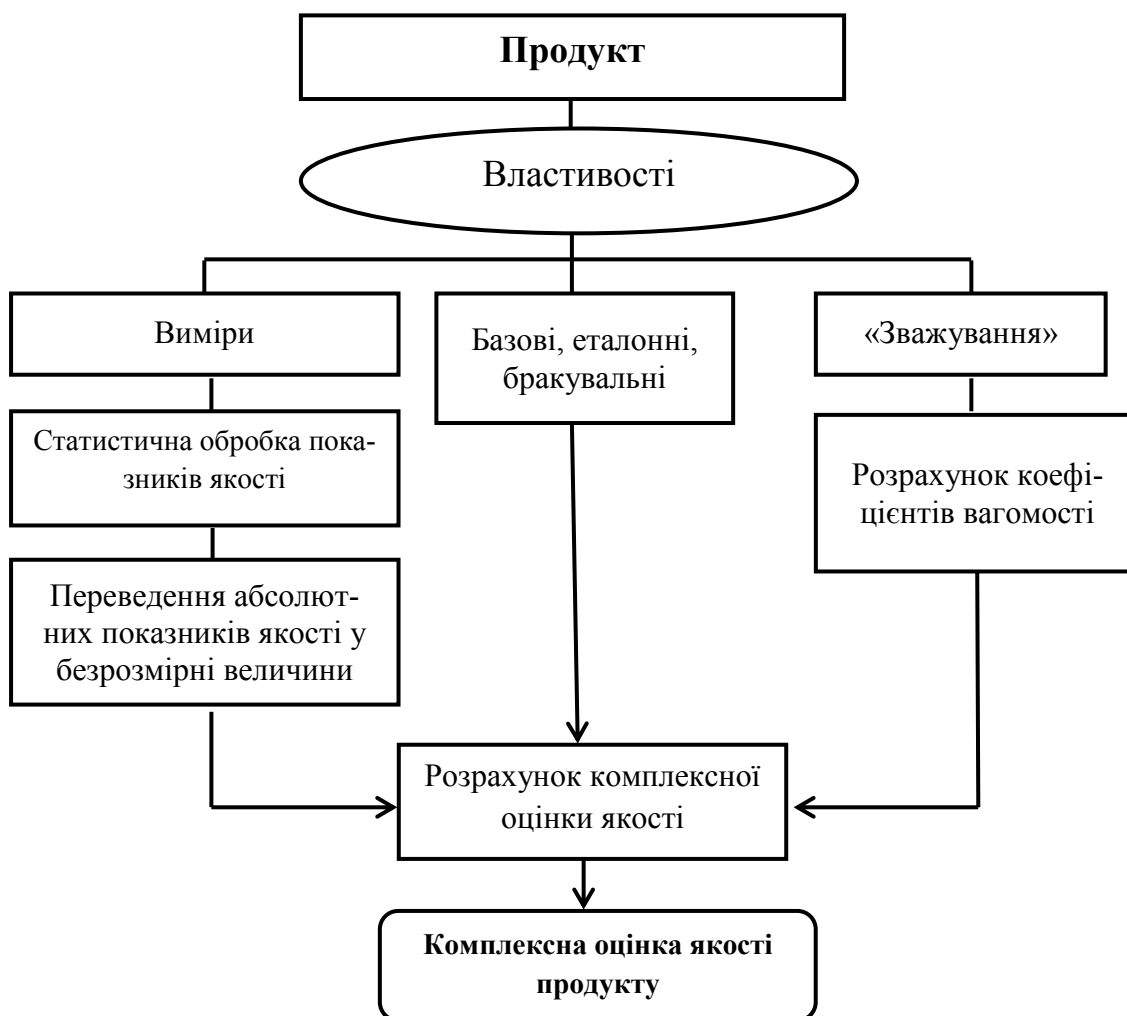 Продукт
Властивості
Виміри
Базові, еталонні,
бракувальні
«Зважування»
Статистична обробка пока-
зників якості
Розрахунок коефі-
цієнтів вагомості
Переведення абсолют-
них показників якості у
безрозмірні величини
Розрахунок комплексної
оцінки якості
Комплексна оцінка якості
продукту